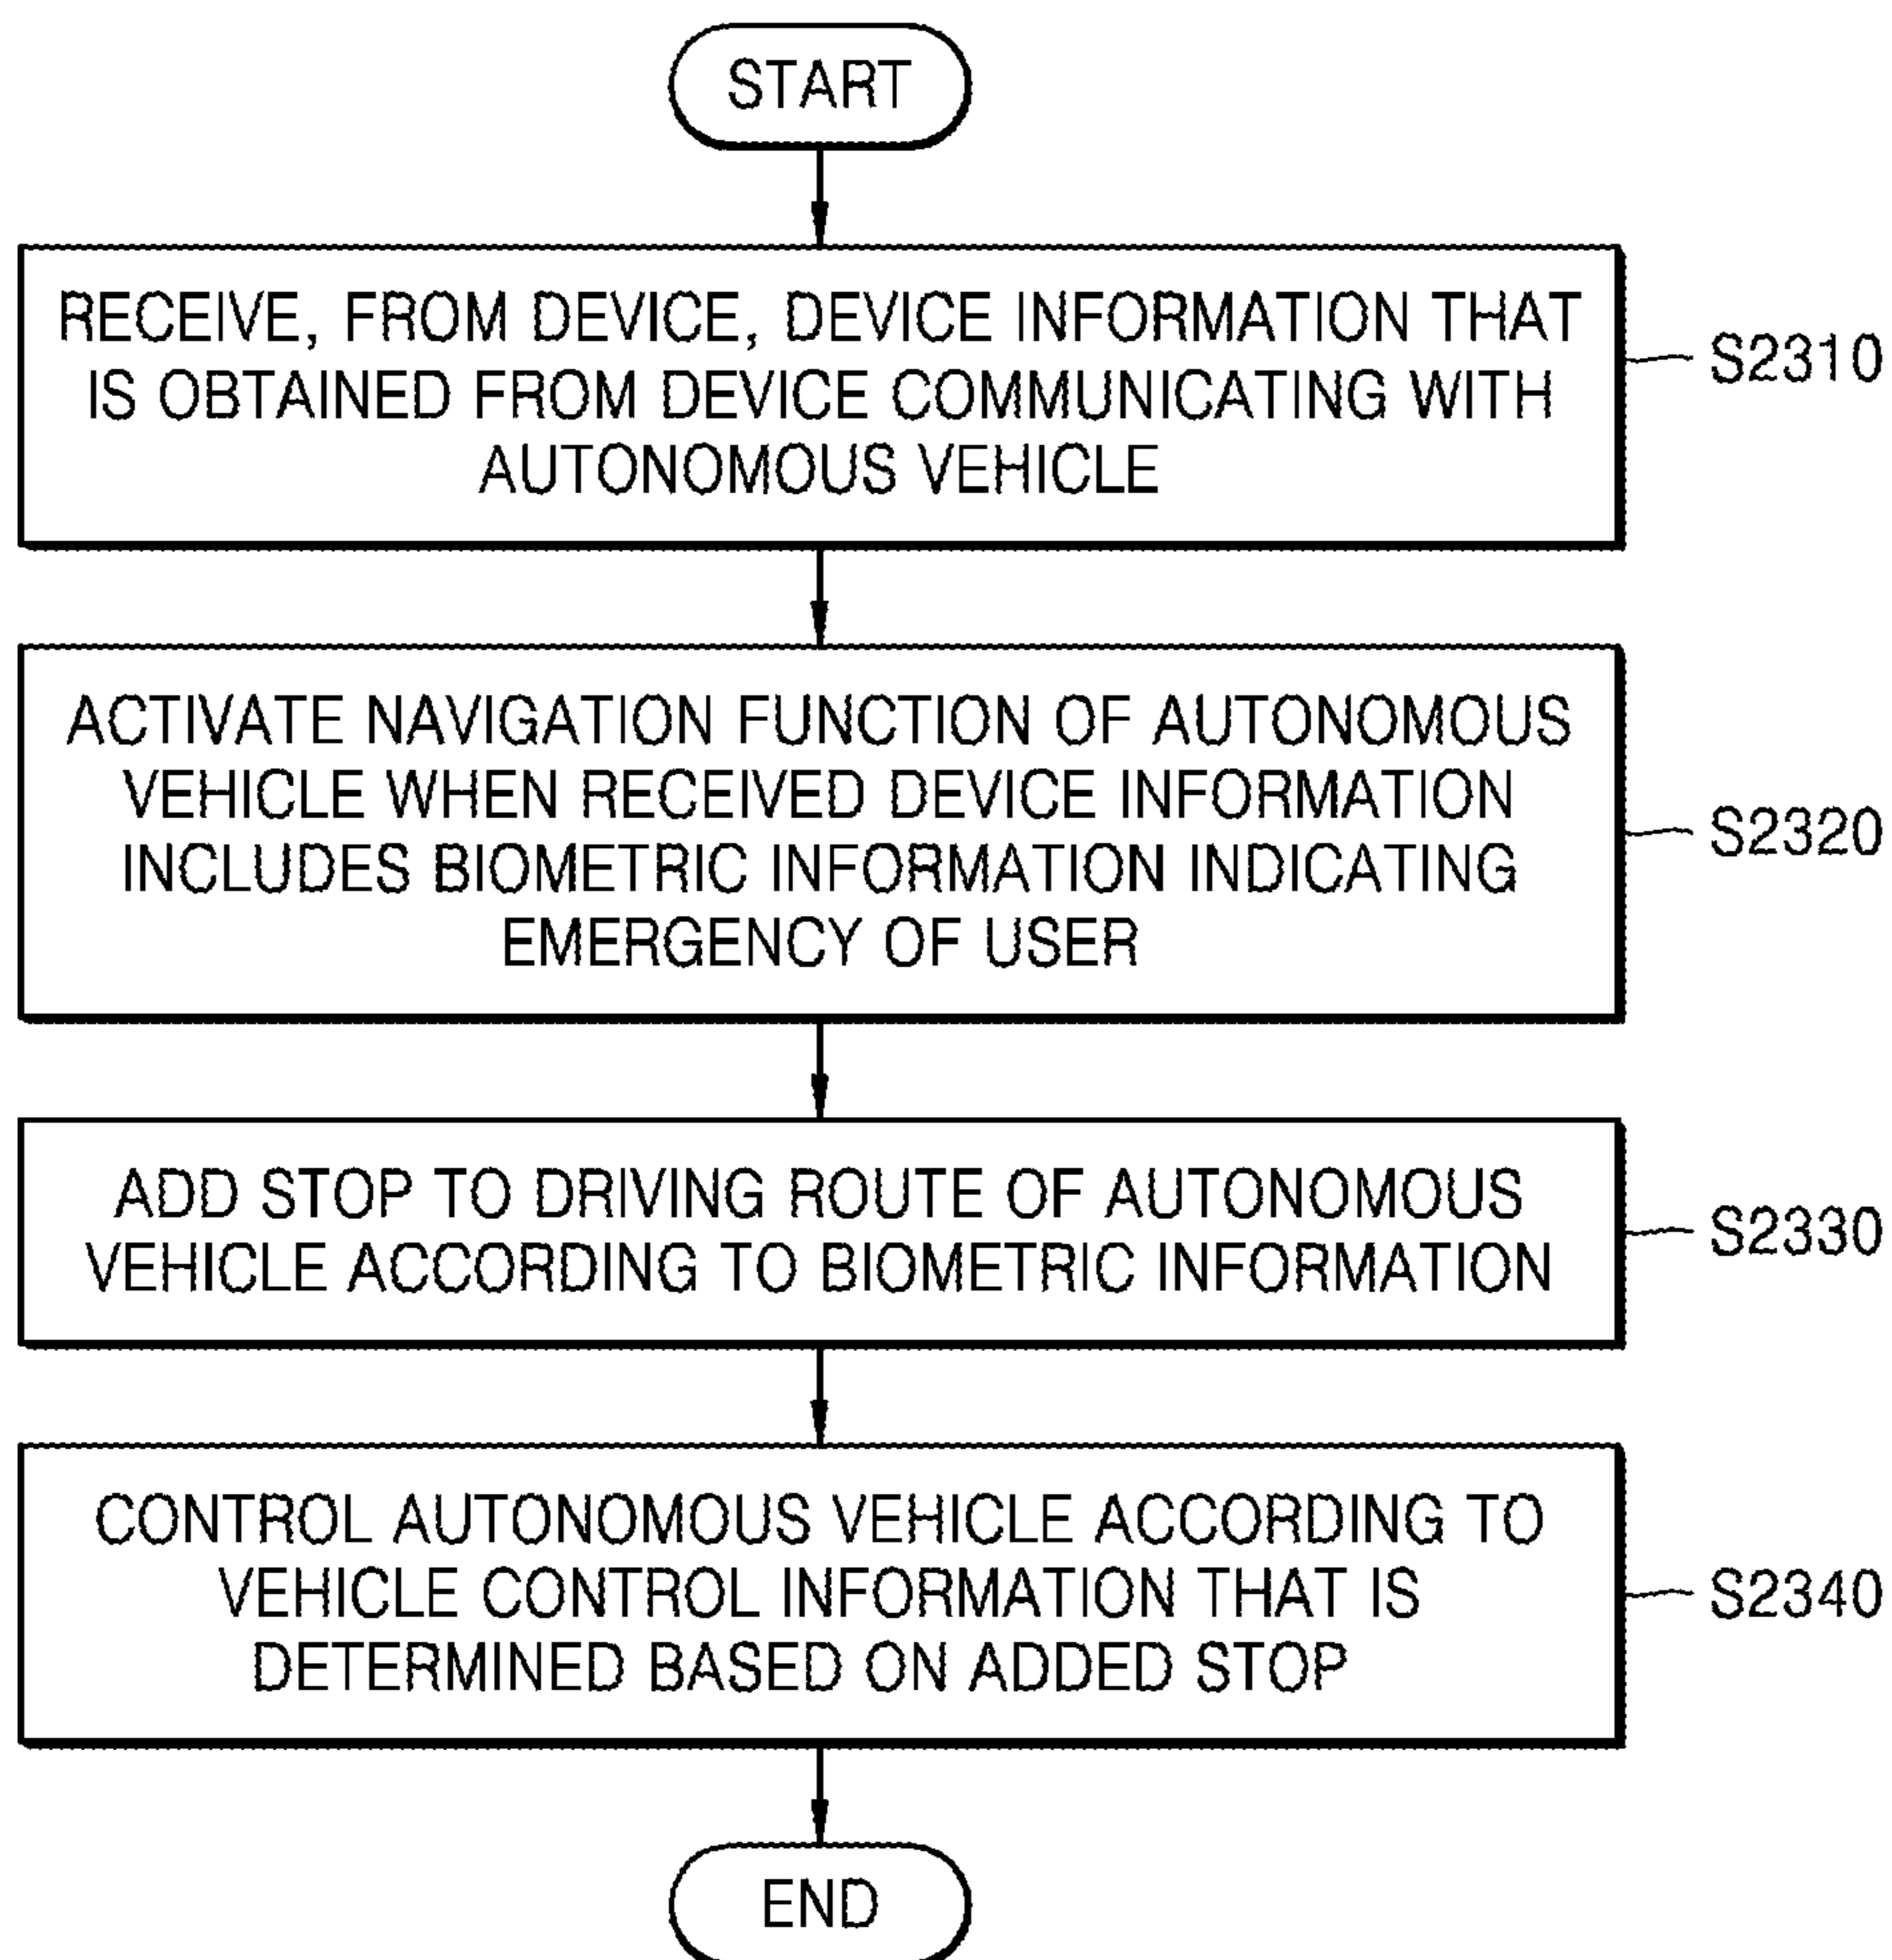 START
RECEIVE, FROM DEVICE, DEVICE INFORMATION THAT
IS OBTAINED FROM DEVICE COMMUNICATING WITH
AUTONOMOUS VEHICLE
S2310
ACTIVATE NAVIGATION FUNCTION OF AUTONOMOUS
VEHICLE WHEN RECEIVED DEVICE INFORMATION
INCLUDES BIOMETRIC INFORMATION INDICATING
EMERGENCY OF USER
S2320
ADD STOP TO DRIVING ROUTE OF AUTONOMOUS
VEHICLE ACCORDING TO BIOMETRIC INFORMATION
S2330
CONTROL AUTONOMOUS VEHICLE ACCORDING TO
VEHICLE CONTROL INFORMATION THAT IS
DETERMINED BASED ON ADDED STOP
S2340
END